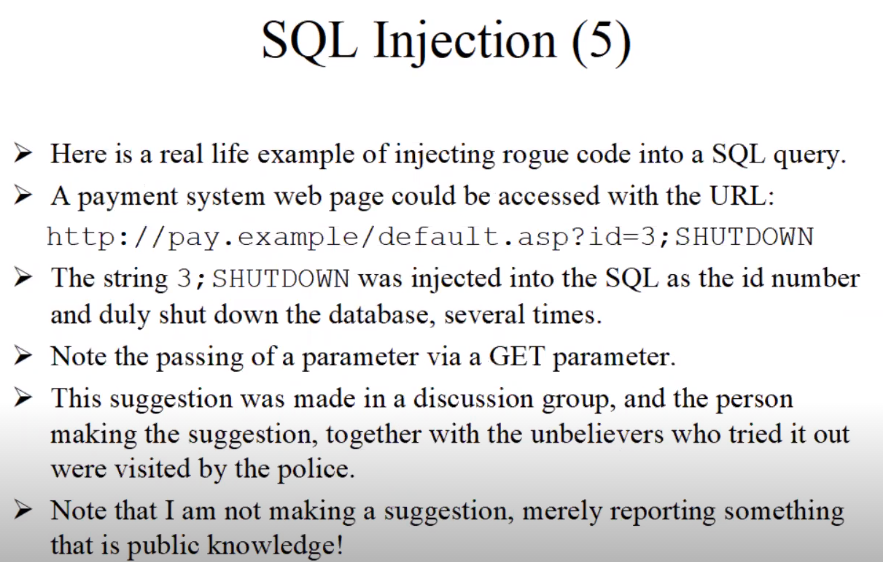 SQL Injection (5)
➢ Here is a real life example of injecting rogue code into a SQL query.
➢ A payment system web page could be accessed with the URL:
http://pay.example/default.asp?id=3;SHUTDOWN
➢ The string 3;SHUTDOWN was injected into the SQL as the id number
and duly shut down the database, several times.
➢ Note the passing of a parameter via a GET parameter.
➢ This suggestion was made in a discussion group, and the person
making the suggestion, together with the unbelievers who tried it out
were visited by the police.
➢ Note that I am not making a suggestion, merely reporting something
that is public knowledge!